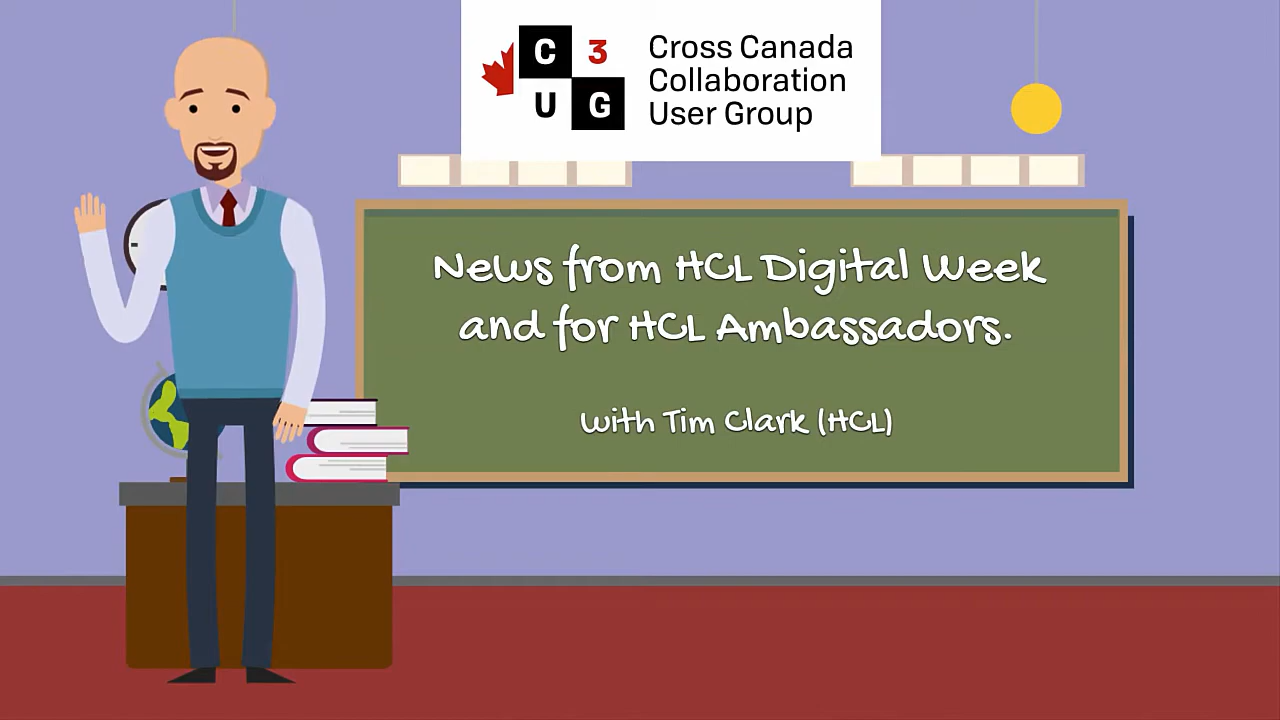 C 3
U G
Cross Canada
Collaboration
User Group
News from HCL Digital Week
and for HCL Ambassadors.
with Tim Clark (HCL)